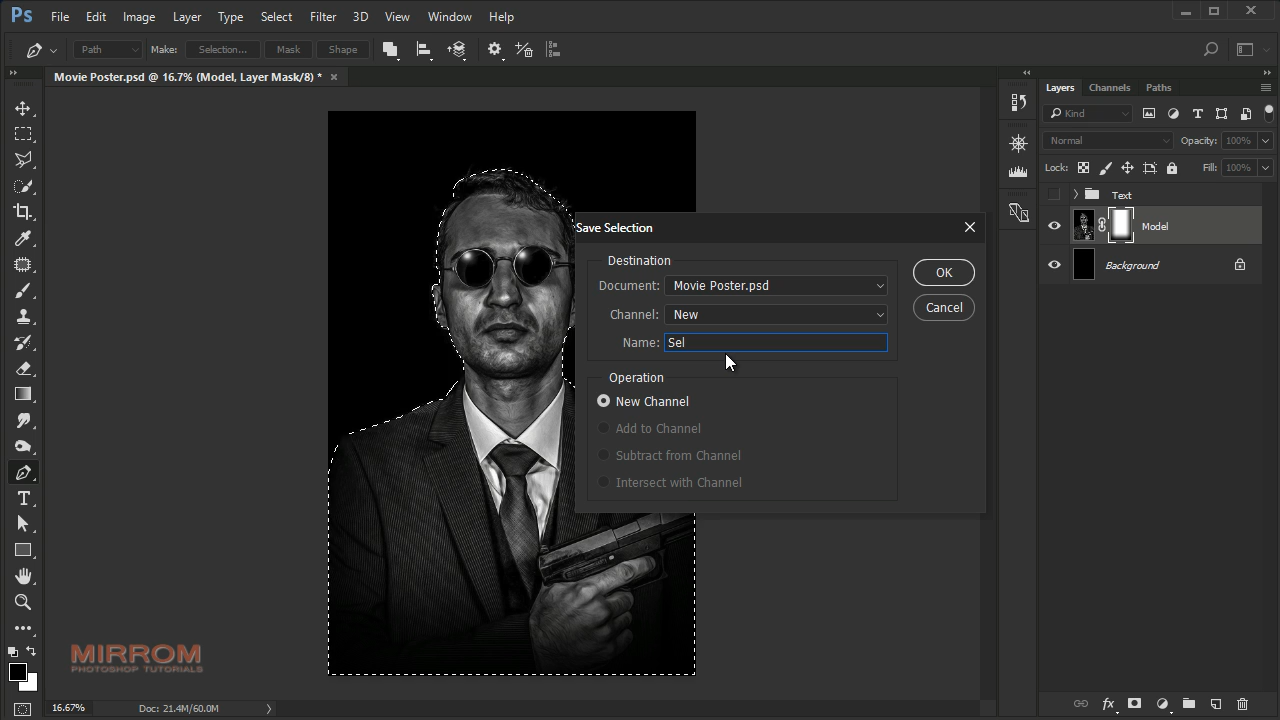 Ps File Edit Image Layer Type Select Filter 3D View Window Help
Path Make: Selection... Mask Shape
Movie Poster.psd @ 16.7% (Model, Layer Mask/8) *
Layers Channels Paths
Kind
Normal Opacity: 100%
Lock: Fill: 100%
Text
Model
Background
Save Selection
Destination
Document: Movie Poster.psd
Channel: New
Name: Sel
OK
Cancel
Operation
New Channel
Add to Channel
Subtract from Channel
Intersect with Channel
MIRROM
PHOTOSHOP TUTORIALS
16.67% Doc: 21.4M/60.0M